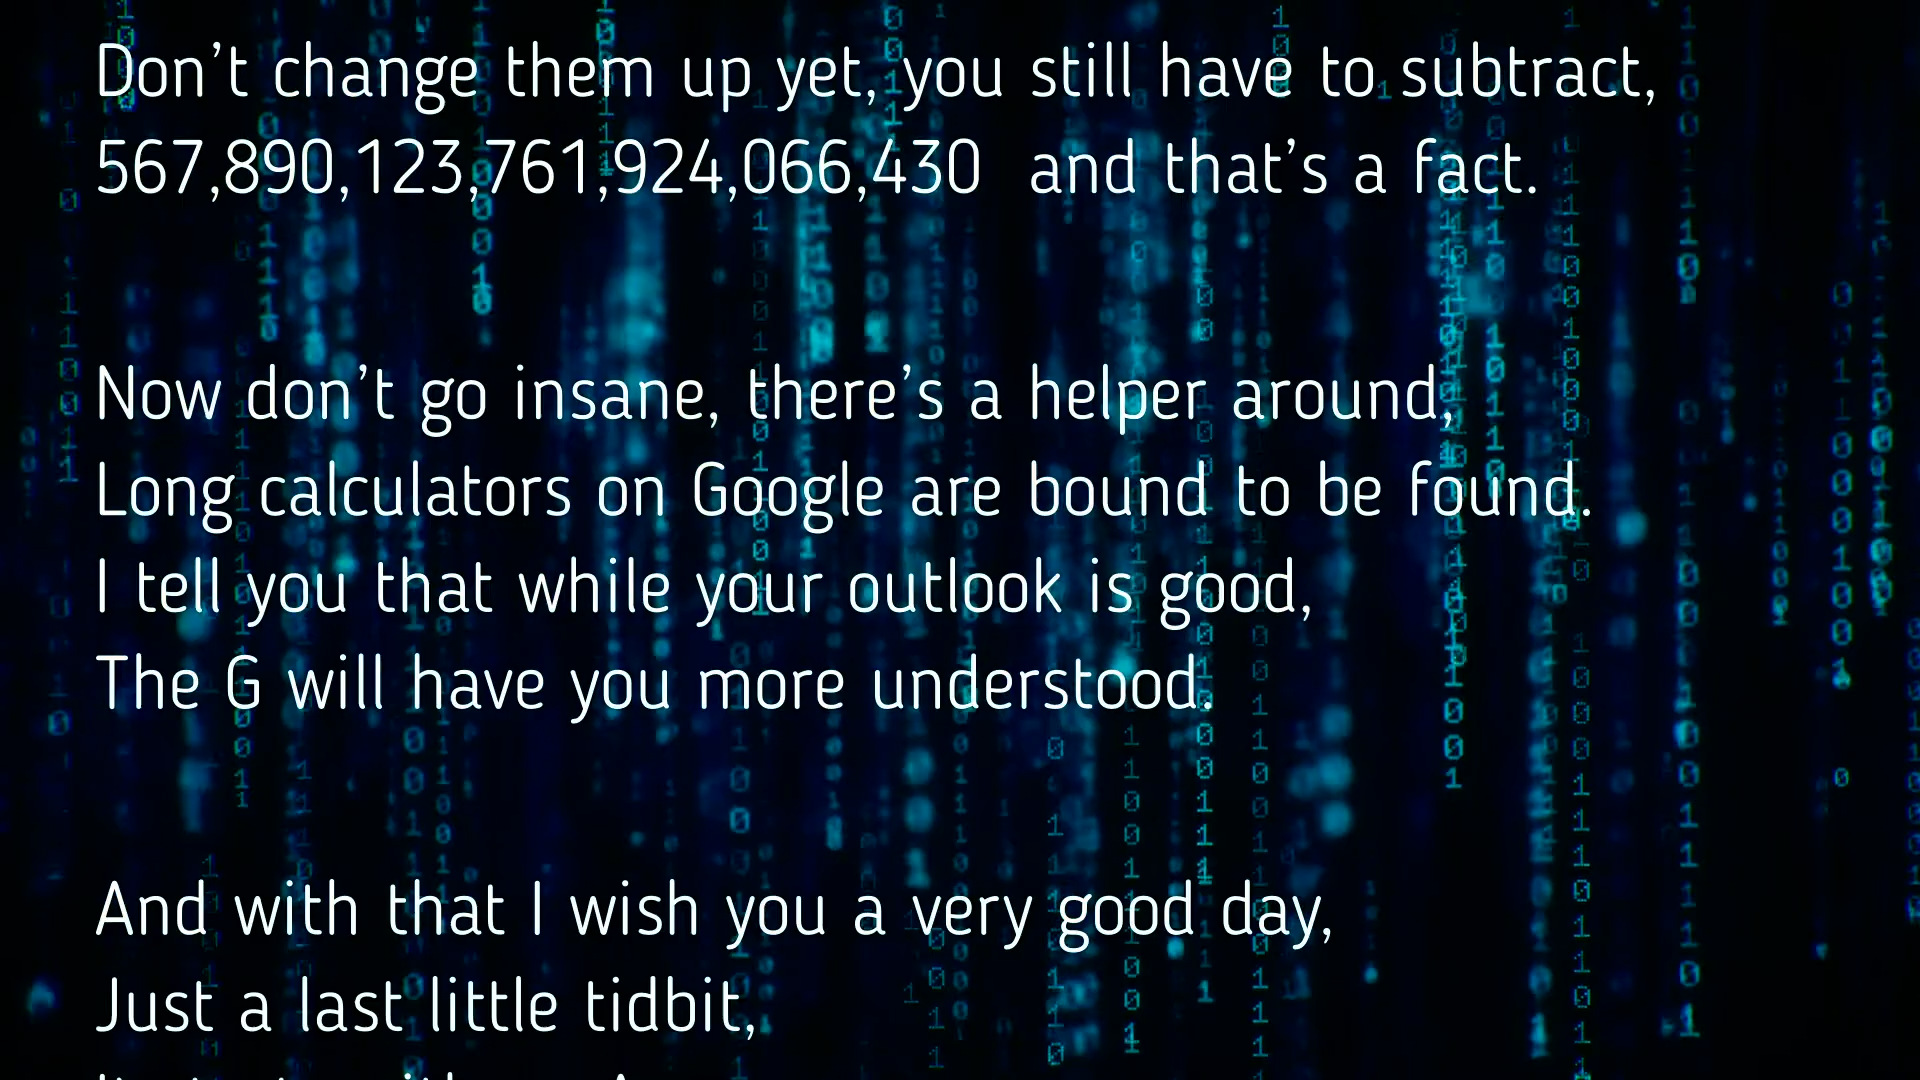 Don't change them up yet, you still have to subtract,
567,890,123,761,924,066,430 and that's a fact.
Now don't go insane, there's a helper around,
Long calculators on Google are bound to be found.
I tell you that while your outlook is good,
The G will have you more understood.
And with that I wish you a very good day,
Just a last little tidbit,